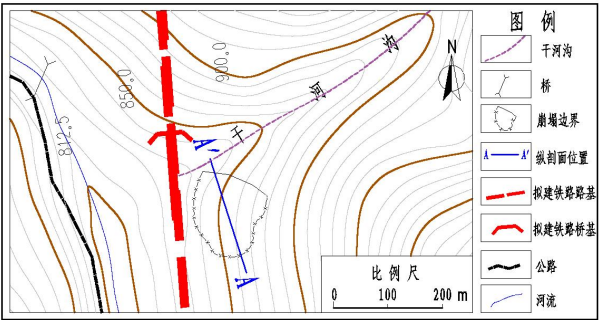 图 例
干河沟
桥
崩塌边界
A A' 纵剖面位置
拟建铁路路基
拟建铁路桥基
公路
河流
N
干 河 沟
900.0
850.0
812.5
A'
A
比 例 尺
0 100 200 m